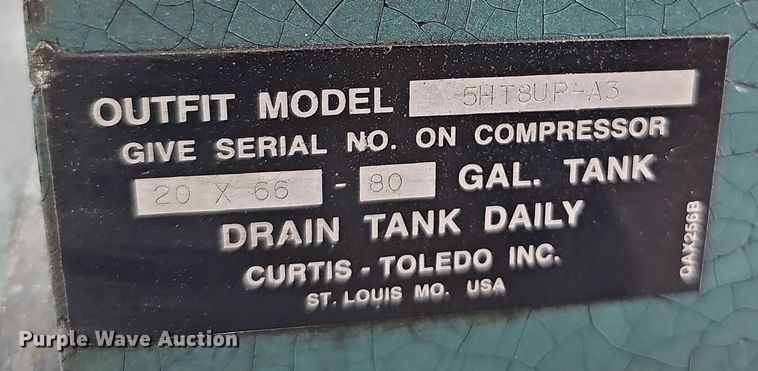 OUTFIT MODEL 5HT8UP-A3
GIVE SERIAL NO. ON COMPRESSOR
20 X 66 - 80 GAL. TANK
DRAIN TANK DAILY
CURTIS - TOLEDO INC.
ST. LOUIS MO. USA
QAX256B
Purple Wave Auction